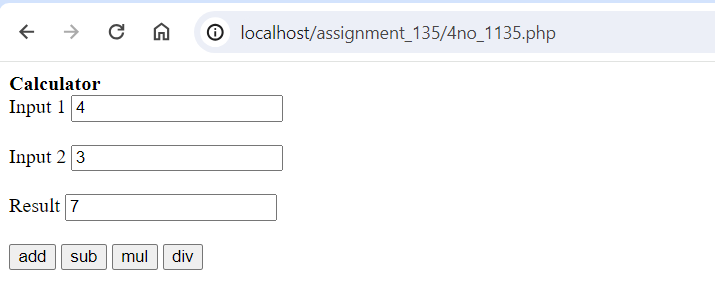 localhost/assignment_135/4no_1135.php
Calculator
Input 1 4
Input 2 3
Result 7
add sub mul div